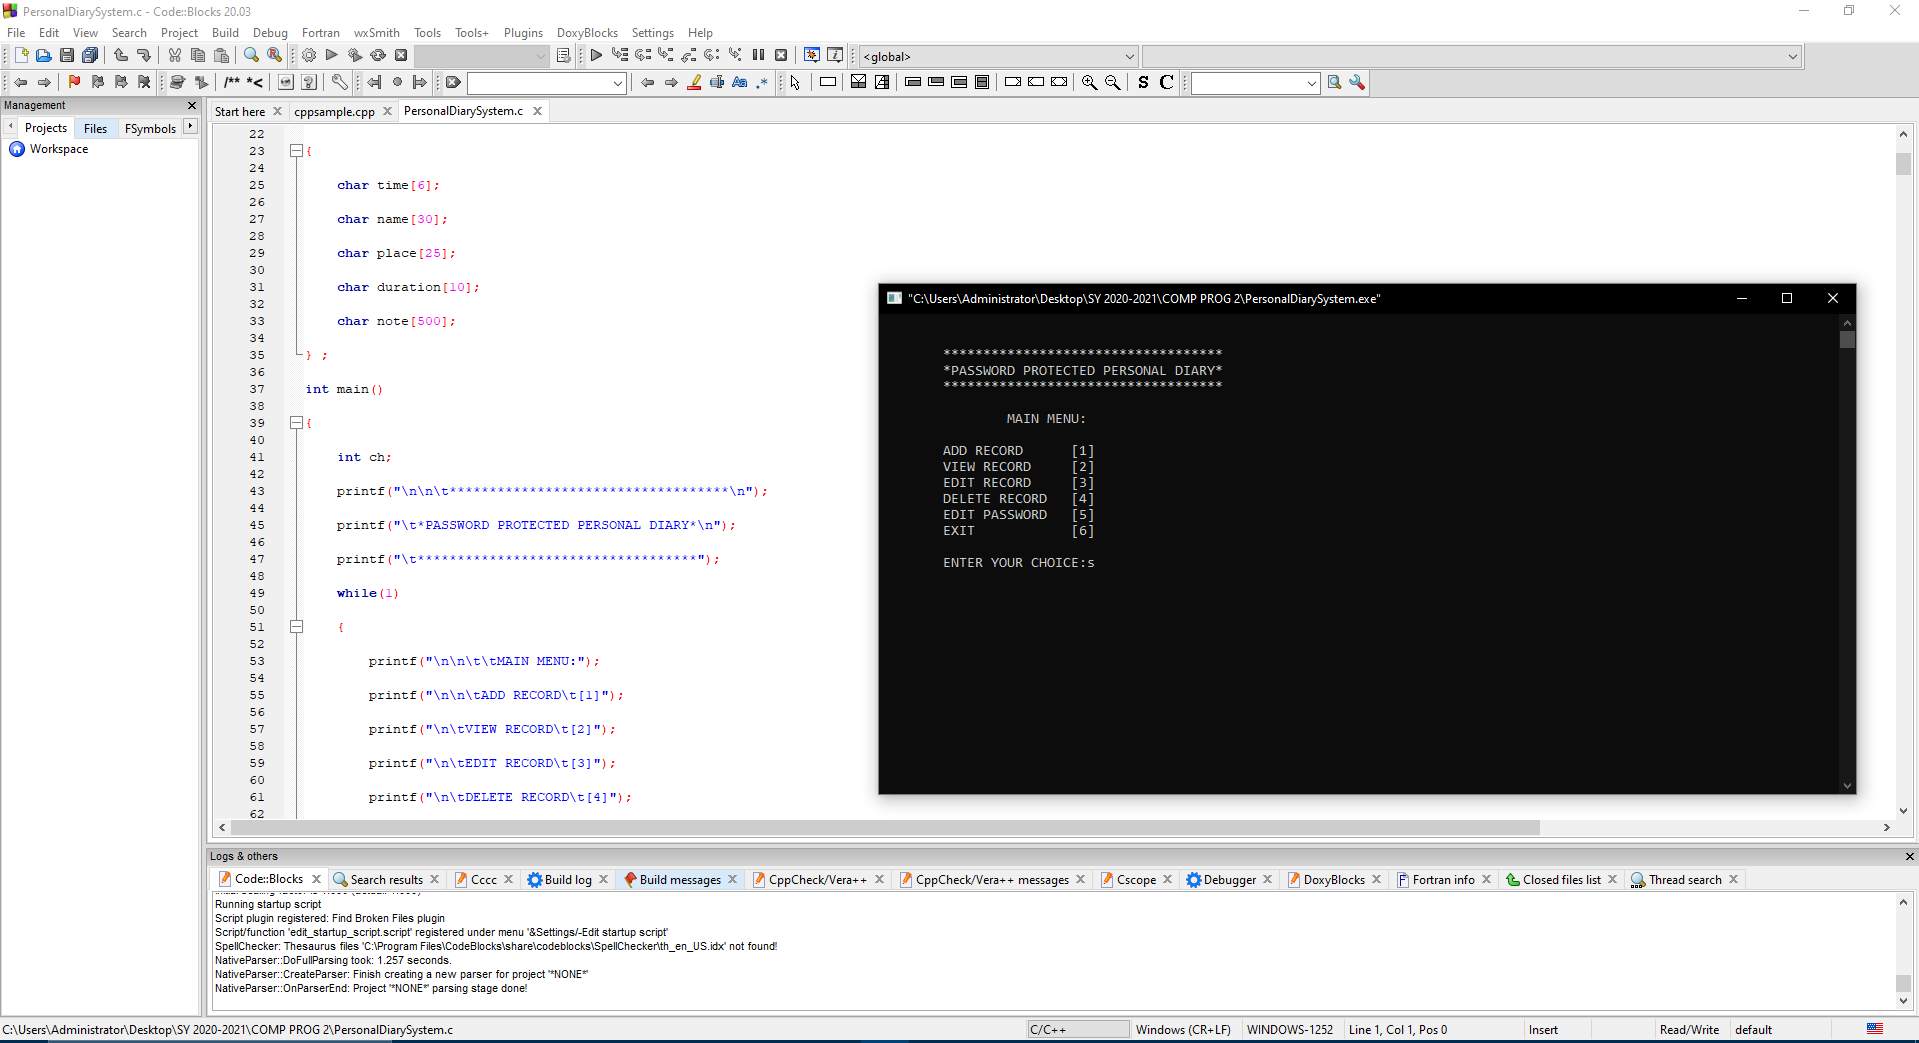 PersonalDiarySystem.c - Code::Blocks 20.03
File Edit View Search Project Build Debug Fortran wxSmith Tools Tools+ Plugins DoxyBlocks Settings Help
<global>
/** *<
Aa .*
S C
Management
Projects Files FSymbols
Workspace
Start here cppsample.cpp PersonalDiarySystem.c
22
23 {
24
25 char time[6];
26
27 char name[30];
28
29 char place[25];
30
31 char duration[10];
32
33 char note[500];
34
35 } ;
36
37 int main()
38
39 {
40
41 int ch;
42
43 printf("\n\n\t***********************************\n");
44
45 printf("\t*PASSWORD PROTECTED PERSONAL DIARY*\n");
46
47 printf("\t***********************************");
48
49 while(1)
50
51 {
52
53 printf("\n\n\t\tMAIN MENU:");
54
55 printf("\n\n\tADD RECORD\t[1]");
56
57 printf("\n\tVIEW RECORD\t[2]");
58
59 printf("\n\tEDIT RECORD\t[3]");
60
61 printf("\n\tDELETE RECORD\t[4]");
62
"C:\Users\Administrator\Desktop\SY 2020-2021\COMP PROG 2\PersonalDiarySystem.exe"
***********************************
*PASSWORD PROTECTED PERSONAL DIARY*
***********************************
MAIN MENU:
ADD RECORD [1]
VIEW RECORD [2]
EDIT RECORD [3]
DELETE RECORD [4]
EDIT PASSWORD [5]
EXIT [6]
ENTER YOUR CHOICE:s
Logs & others
Code::Blocks Search results Cccc Build log Build messages CppCheck/Vera++ CppCheck/Vera++ messages Cscope Debugger DoxyBlocks Fortran info Closed files list Thread search
Running startup script
Script plugin registered: Find Broken Files plugin
Script/function 'edit_startup_script.script' registered under menu '&Settings/-Edit startup script'
SpellChecker: Thesaurus files 'C:\Program Files\CodeBlocks\share\codeblocks\SpellChecker\th_en_US.idx' not found!
NativeParser::DoFullParsing took: 1.257 seconds.
NativeParser::CreateParser: Finish creating a new parser for project '*NONE*'
NativeParser::OnParserEnd: Project '*NONE*' parsing stage done!
C:\Users\Administrator\Desktop\SY 2020-2021\COMP PROG 2\PersonalDiarySystem.c C/C++ Windows (CR+LF) WINDOWS-1252 Line 1, Col 1, Pos 0 Insert Read/Write default